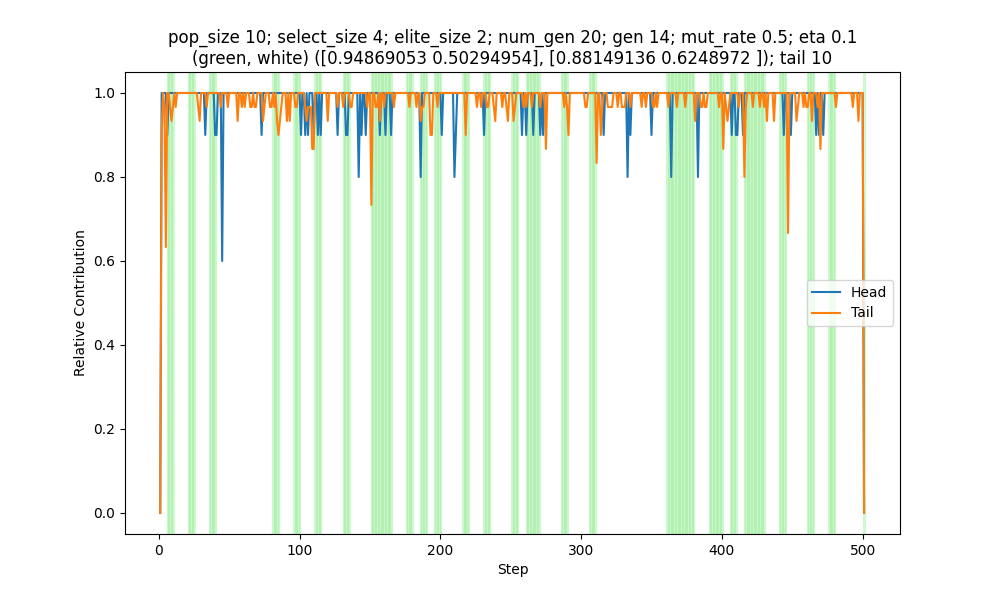 pop_size 10; select_size 4; elite_size 2; num_gen 20; gen 14; mut_rate 0.5; eta 0.1
(green, white) ([0.94869053 0.50294954], [0.88149136 0.6248972 ]); tail 10
1.0
0.8
0.6
0.4
0.2
0.0
Relative Contribution
Head
Tail
0
100
200
300
400
500
Step